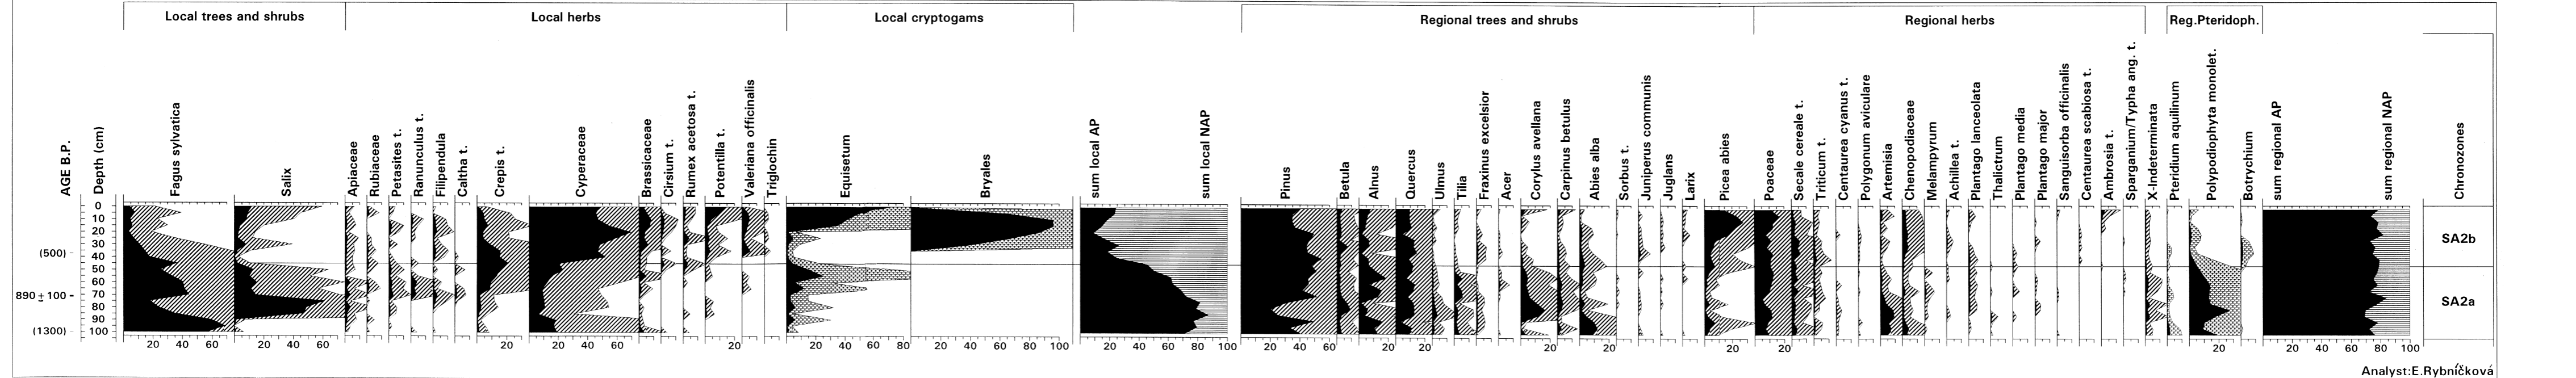 Local trees and shrubs
Local herbs
Local cryptogams
Regional trees and shrubs
Regional herbs
Reg.Pteridoph.
AGE B.P.
Depth (cm)
Fagus sylvatica
Salix
Apiaceae
Rubiaceae
Petasites t.
Ranunculus t.
Filipendula
Caltha t.
Crepis t.
Cyperaceae
Brassicaceae
Cirsium t.
Rumex acetosa t.
Potentilla t.
Valeriana officinalis
Triglochin
Equisetum
Bryales
sum local AP
sum local NAP
Pinus
Betula
Alnus
Quercus
Ulmus
Tilia
Fraxinus excelsior
Acer
Corylus avellana
Carpinus betulus
Abies alba
Sorbus t.
Juniperus communis
Juglans
Larix
Picea abies
Poaceae
Secale cereale t.
Triticum t.
Centaurea cyanus t.
Polygonum aviculare
Artemisia
Chenopodiaceae
Melampyrum
Achillea t.
Plantago lanceolata
Thalictrum
Plantago media
Plantago major
Sanguisorba officinalis
Centaurea scabiosa t.
Ambrosia t.
Sparganium/Typha ang. t.
X-Indeterminata
Pteridium aquilinum
Polypodiophyta monolet.
Botrychium
sum regional AP
sum regional NAP
Chronozones
0
10
20
30
40
50
60
70
80
90
100
(500)
890 ± 100
(1300)
SA2b
SA2a
20 40 60 20 40 60 20 20 40 60 20 20 40 60 80 20 40 60 80 100 20 40 60 80 100 20 40 60 20 20 20 20 20 20 20 20 40 60 80 100
Analyst:E.Rybníčková